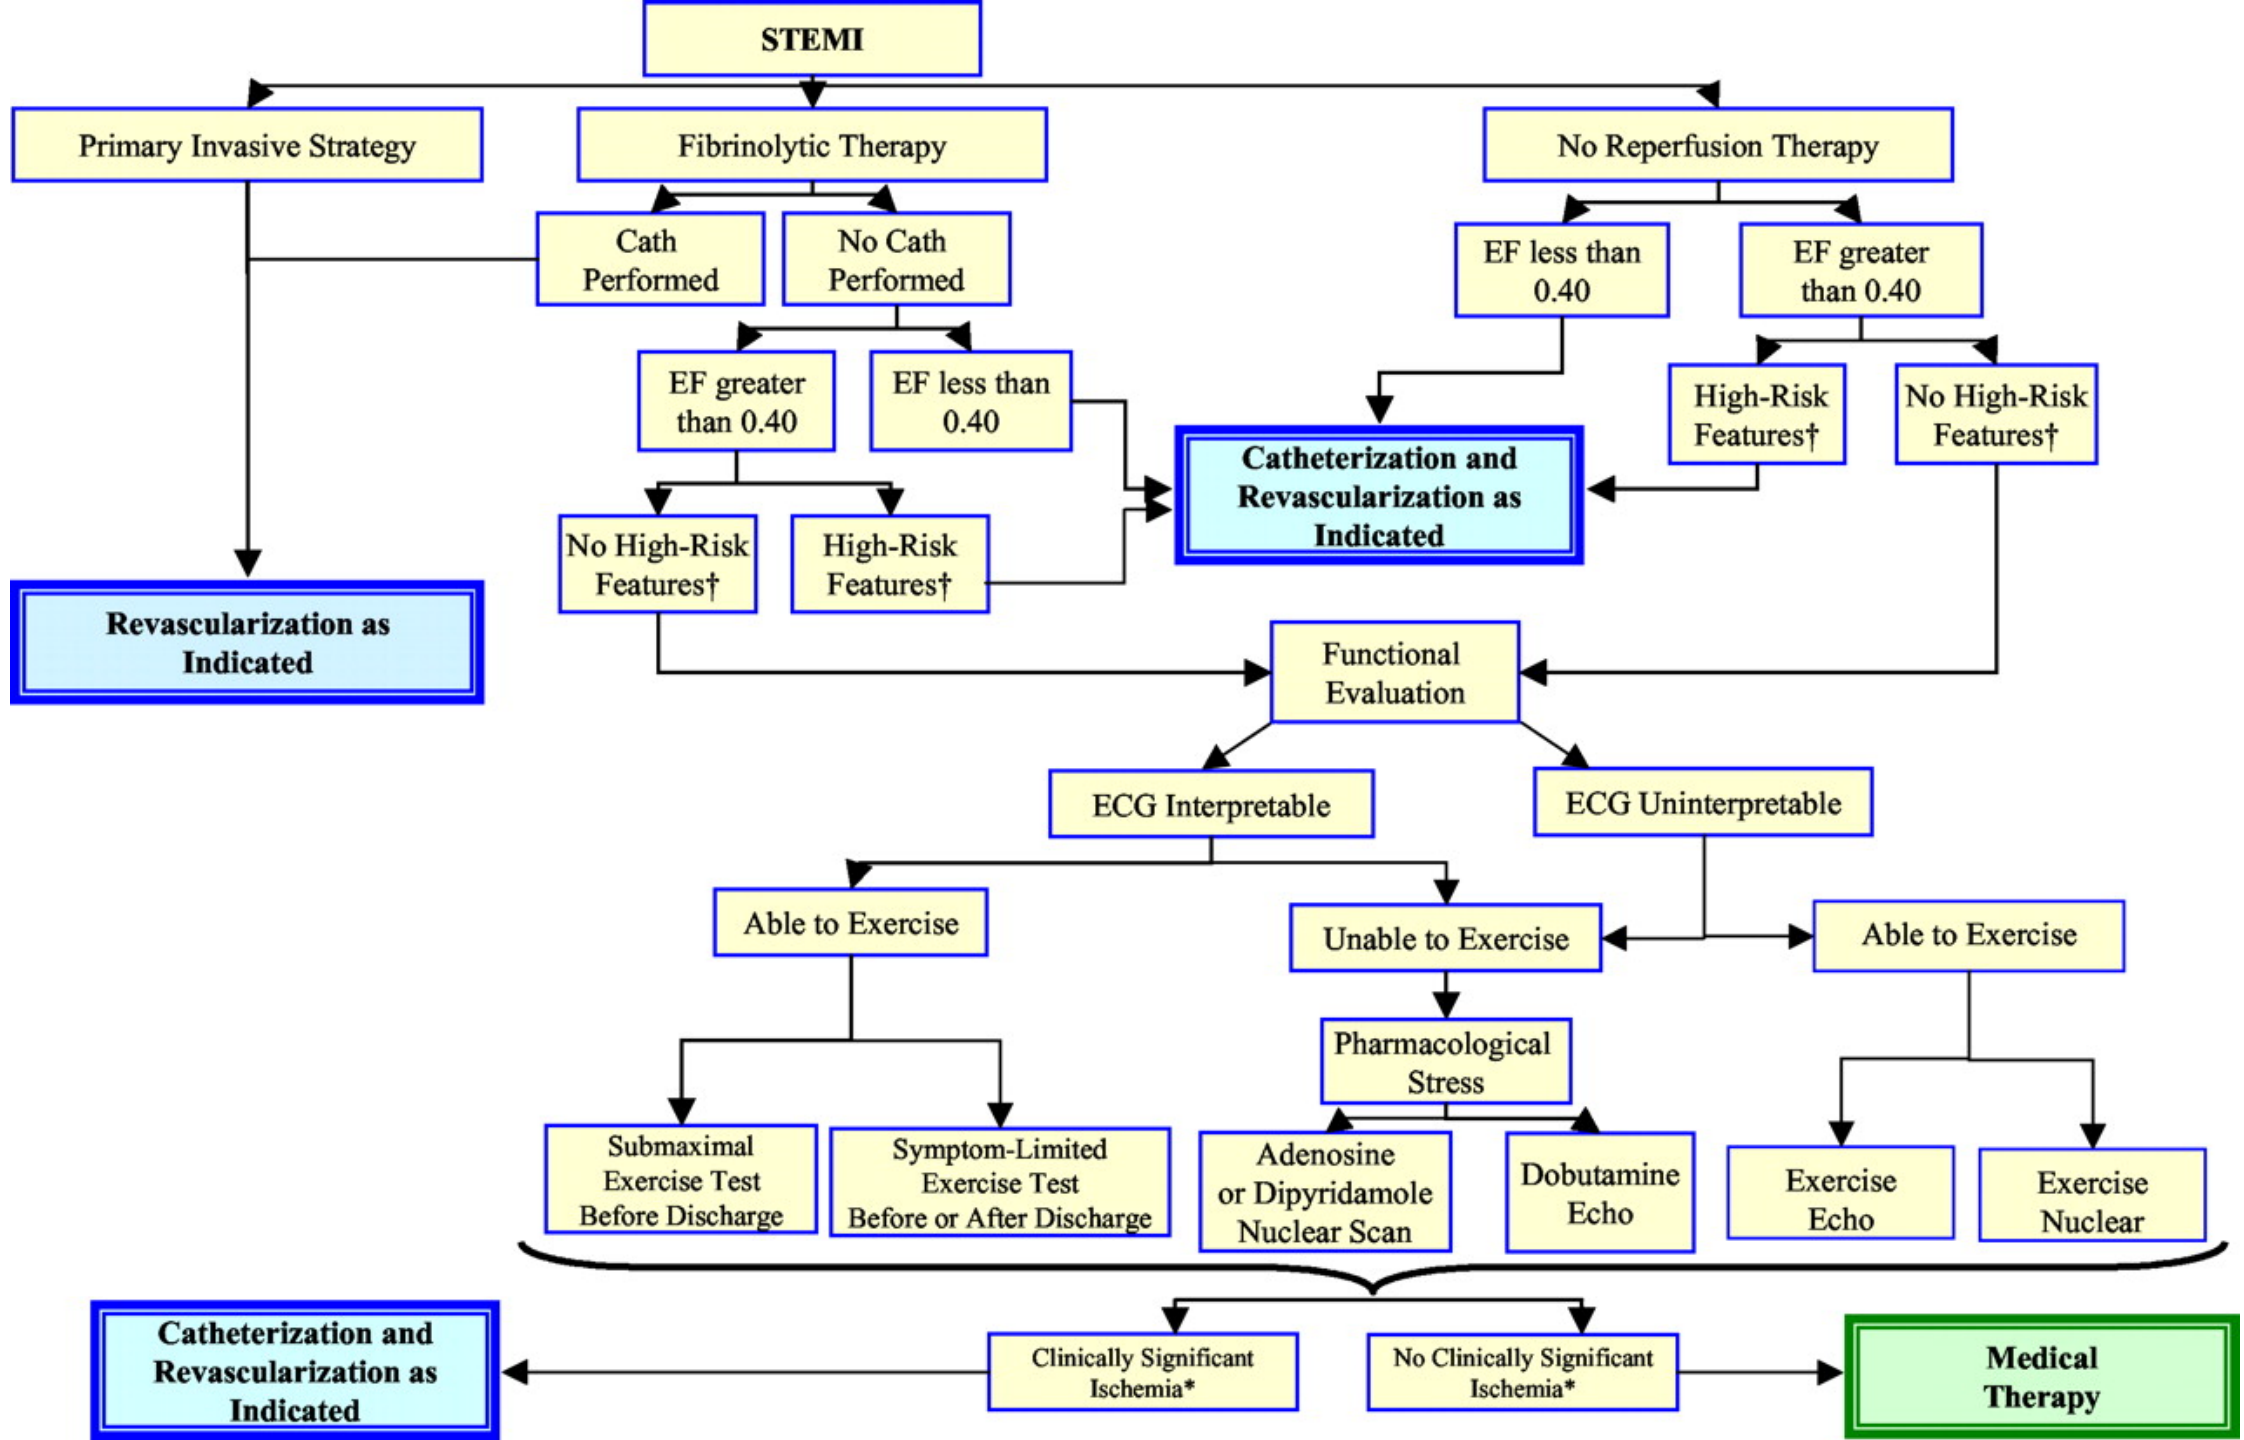 STEMI
Primary Invasive Strategy
Fibrinolytic Therapy
No Reperfusion Therapy
Cath
Performed
No Cath
Performed
EF less than
0.40
EF greater
than 0.40
EF greater
than 0.40
EF less than
0.40
High-Risk
Features†
No High-Risk
Features†
Catheterization and
Revascularization as
Indicated
No High-Risk
Features†
High-Risk
Features†
Revascularization as
Indicated
Functional
Evaluation
ECG Interpretable
ECG Uninterpretable
Able to Exercise
Unable to Exercise
Able to Exercise
Pharmacological
Stress
Submaximal
Exercise Test
Before Discharge
Symptom-Limited
Exercise Test
Before or After Discharge
Adenosine
or Dipyridamole
Nuclear Scan
Dobutamine
Echo
Exercise
Echo
Exercise
Nuclear
Catheterization and
Revascularization as
Indicated
Clinically Significant
Ischemia*
No Clinically Significant
Ischemia*
Medical
Therapy